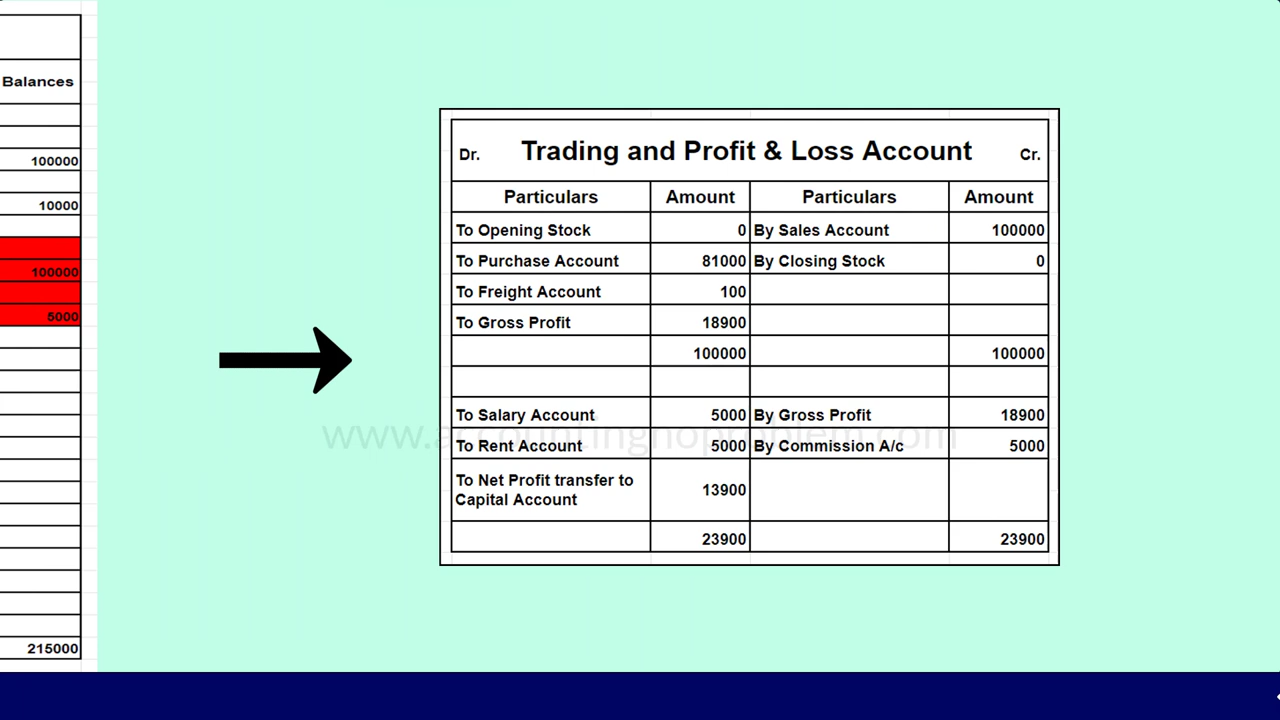 Balances
100000
10000
100000
5000
215000
Dr. Trading and Profit & Loss Account Cr.
Particulars Amount Particulars Amount
To Opening Stock 0 By Sales Account 100000
To Purchase Account 81000 By Closing Stock 0
To Freight Account 100
To Gross Profit 18900
100000 100000
To Salary Account 5000 By Gross Profit 18900
www.accountingnoproblem.com
To Rent Account 5000 By Commission A/c 5000
To Net Profit transfer to
Capital Account 13900
23900 23900